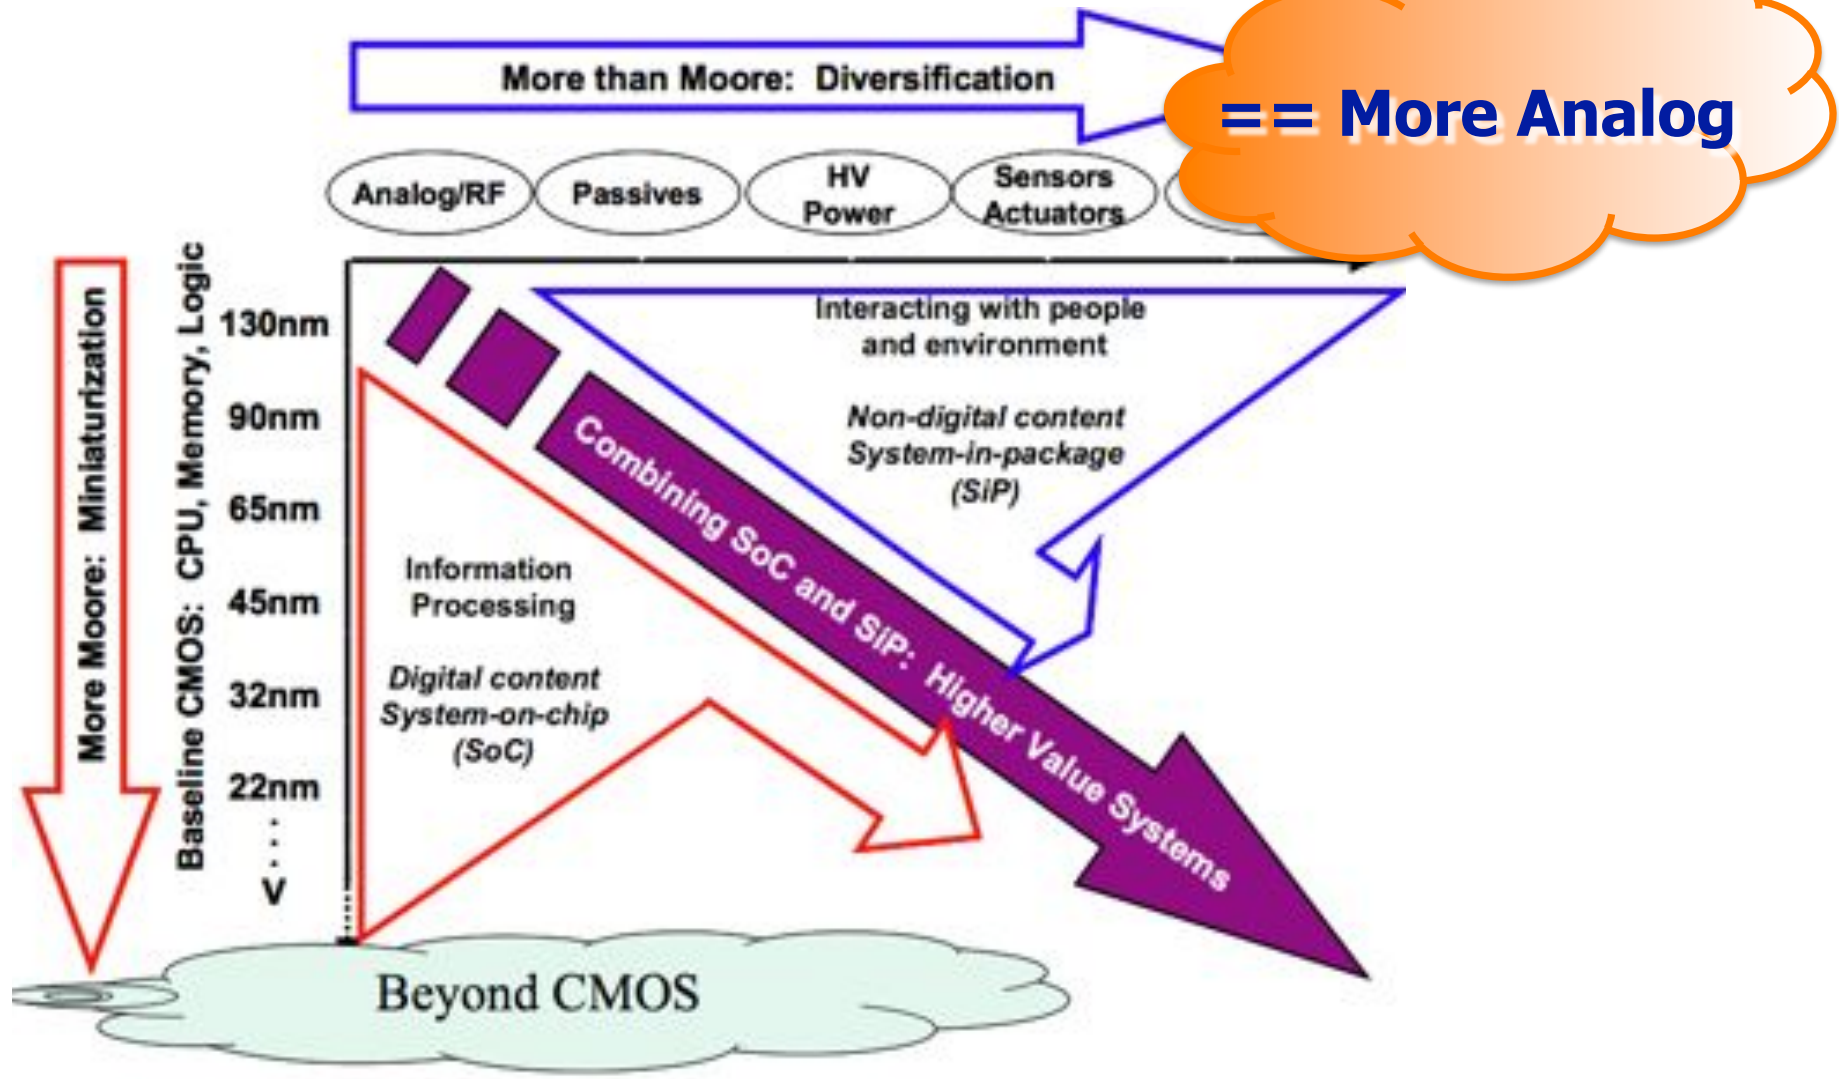 More than Moore: Diversification
== More Analog
Analog/RF
Passives
HV
Power
Sensors
Actuators
More Moore: Miniaturization
Baseline CMOS: CPU, Memory, Logic
130nm
90nm
65nm
45nm
32nm
22nm
V
Interacting with people
and environment
Non-digital content
System-in-package
(SiP)
Combining SoC and SiP: Higher Value Systems
Information
Processing
Digital content
System-on-chip
(SoC)
Beyond CMOS